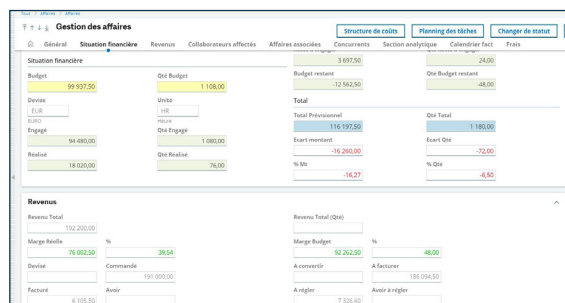 Tous / Affaires / Affaires
Gestion des affaires
Structure de coûts
Planning des tâches
Changer de statut
Général Situation financière Revenus Collaborateurs affectés Affaires associées Concurrents Section analytique Calendrier fact Frais
Situation financière
3 697,50 24,00
Budget Qté Budget
99 937,50 1 108,00
Budget restant Qté Budget restant
-12 562,50 -48,00
Devise Unité
EUR HR
EURO Heure
Total
Total Prévisionnel Qté Total
116 197,50 1 180,00
Engagé Qté Engagé
94 480,00 1 080,00
Ecart montant Ecart Qté
-16 260,00 -72,00
Réalisé Qté Réalisé
18 020,00 76,00
% Mt % Qté
-16,27 -6,50
Revenus
Revenu Total Revenu Total (Qté)
192 200,00
Marge Réelle % Marge Budget %
76 002,50 39,54 92 262,50 48,00
Devisé Commandé A convertir A facturer
191 000,00 186 094,50
Facturé Avoir A régler Avoir à régler
6 105,50 7 326,60